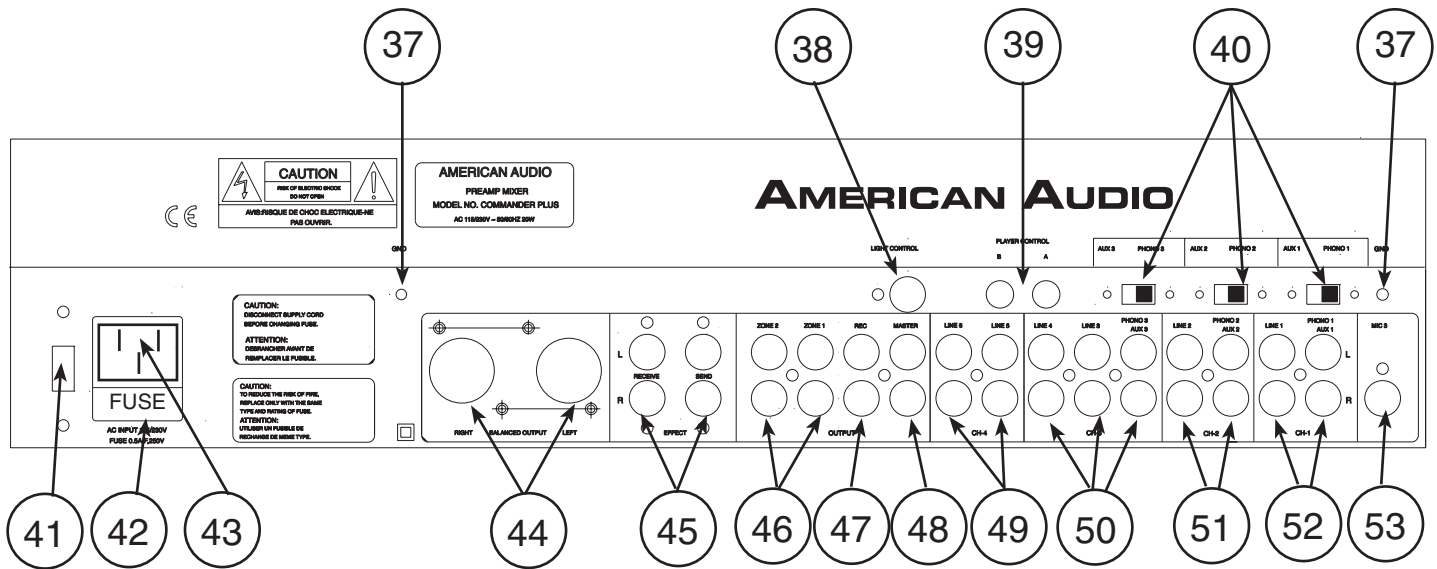 37
38
39
40
37
CAUTION
RISK OF ELECTRIC SHOCK
DO NOT OPEN
AVIS:RISQUE DE CHOC ELECTRIQUE-NE
PAS OUVRIR.
CE
AMERICAN AUDIO
PREAMP MIXER
MODEL NO. COMMANDER PLUS
AC 115/230V ~ 50/60HZ 20W
AMERICAN AUDIO
GND
LIGHT CONTROL
PLAYER CONTROL
B A
AUX 3 PHONO 3 AUX 2 PHONO 2 AUX 1 PHONO 1 GND
CAUTION:
DISCONNECT SUPPLY CORD
BEFORE CHANGING FUSE.
ATTENTION:
DEBRANCHER AVANT DE
REMPLACER LE FUSIBLE.
CAUTION:
TO REDUCE THE RISK OF FIRE,
REPLACE ONLY WITH THE SAME
TYPE AND RATING OF FUSE.
ATTENTION:
UTILISER UN FUSIBLE DE
RECHANGE DE MEME TYPE.
FUSE
AC INPUT
FUSE 0.5A
250V
RIGHT BALANCED OUTPUT LEFT
L
RECEIVE SEND
R
EFFECT
ZONE 2 ZONE 1 REC MASTER
OUTPUT
LINE 6 LINE 5
CH-4
LINE 4 LINE 3 PHONO 3
AUX 3
CH-3
LINE 2 PHONO 2
AUX 2
CH-2
LINE 1 PHONO 1
AUX 1
L
R
CH-1
MIC 3
41
42
43
44
45
46
47
48
49
50
51
52
53